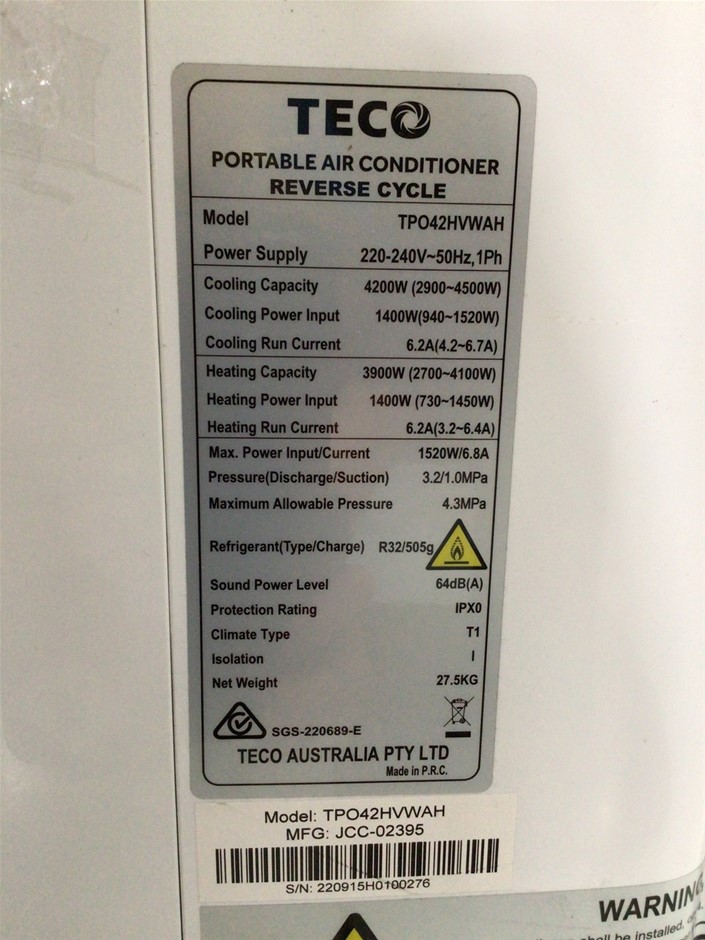 TECO
PORTABLE AIR CONDITIONER
REVERSE CYCLE
Model TPO42HVWAH
Power Supply 220-240V~50Hz,1Ph
Cooling Capacity 4200W (2900~4500W)
Cooling Power Input 1400W(940~1520W)
Cooling Run Current 6.2A(4.2~6.7A)
Heating Capacity 3900W (2700~4100W)
Heating Power Input 1400W (730~1450W)
Heating Run Current 6.2A(3.2~6.4A)
Max. Power Input/Current 1520W/6.8A
Pressure(Discharge/Suction) 3.2/1.0MPa
Maximum Allowable Pressure 4.3MPa
Refrigerant(Type/Charge) R32/505g
Sound Power Level 64dB(A)
Protection Rating IPX0
Climate Type T1
Isolation I
Net Weight 27.5KG
SGS-220689-E
TECO AUSTRALIA PTY LTD
Made in P.R.C.
Model: TPO42HVWAH
MFG: JCC-02395
S/N: 220915H0100276
WARNING
shall be installed,